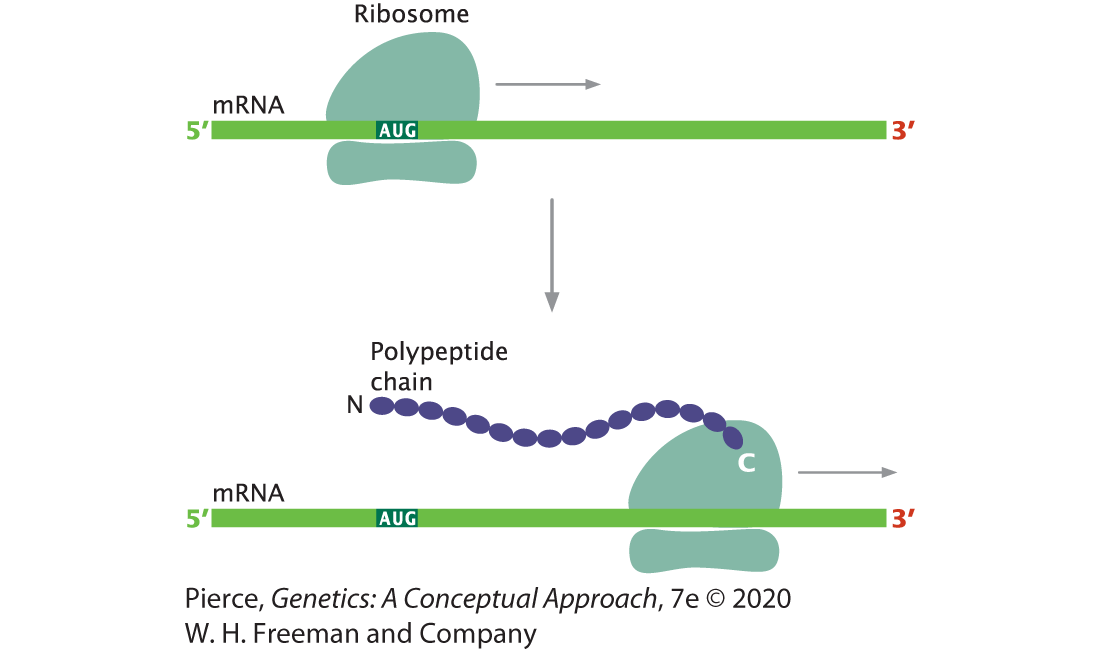 Ribosome
mRNA
5′ AUG 3′
Polypeptide
chain
N
C
mRNA
5′ AUG 3′
Pierce, Genetics: A Conceptual Approach, 7e © 2020
W. H. Freeman and Company